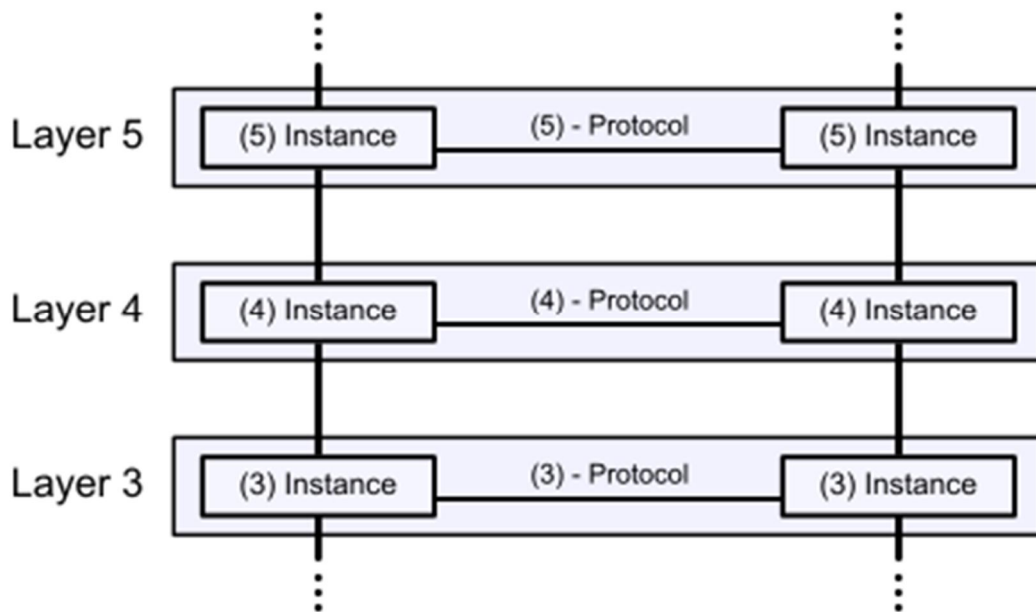 Layer 5
(5) Instance
(5) - Protocol
(5) Instance
Layer 4
(4) Instance
(4) - Protocol
(4) Instance
Layer 3
(3) Instance
(3) - Protocol
(3) Instance